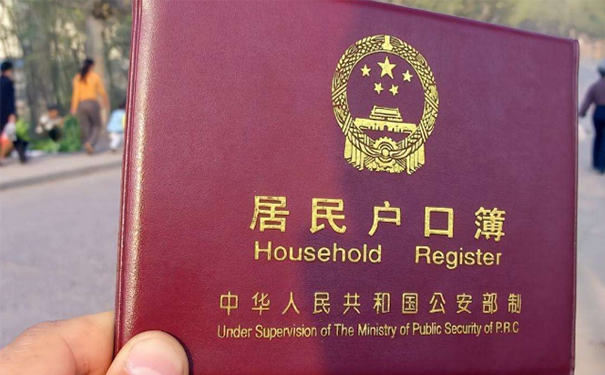 居民户口簿
Household Register
中华人民共和国公安部制
Under Supervision of The Ministry of Public Security of P.R.C